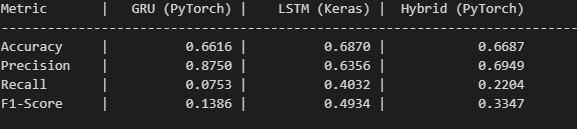 Metric | GRU (PyTorch) | LSTM (Keras) | Hybrid (PyTorch)
--------------------------------------------------------------------------------
Accuracy | 0.6616 | 0.6870 | 0.6687
Precision | 0.8750 | 0.6356 | 0.6949
Recall | 0.0753 | 0.4032 | 0.2204
F1-Score | 0.1386 | 0.4934 | 0.3347